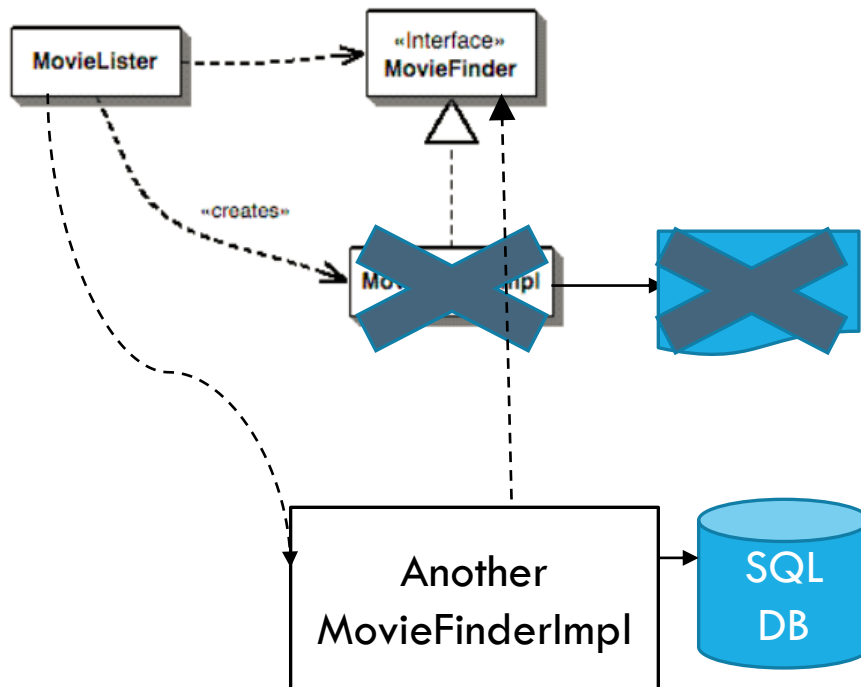 MovieLister
«Interface»
MovieFinder
«creates»
Another
MovieFinderImpl
SQL
DB